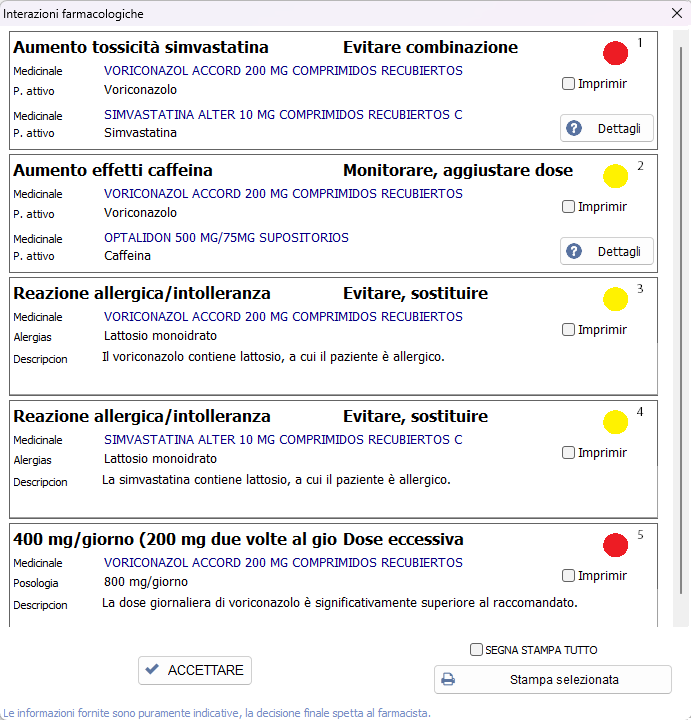 Interazioni farmacologiche
Aumento tossicità simvastatina Evitare combinazione 1
Medicinale VORICONAZOL ACCORD 200 MG COMPRIMIDOS RECUBIERTOS
Imprimir
P. attivo Voriconazolo
Medicinale SIMVASTATINA ALTER 10 MG COMPRIMIDOS RECUBIERTOS C
P. attivo Simvastatina
Dettagli
Aumento effetti caffeina Monitorare, aggiustare dose 2
Medicinale VORICONAZOL ACCORD 200 MG COMPRIMIDOS RECUBIERTOS
Imprimir
P. attivo Voriconazolo
Medicinale OPTALIDON 500 MG/75MG SUPOSITORIOS
P. attivo Caffeina
Dettagli
Reazione allergica/intolleranza Evitare, sostituire 3
Medicinale VORICONAZOL ACCORD 200 MG COMPRIMIDOS RECUBIERTOS
Imprimir
Alergias Lattosio monoidrato
Descripcion Il voriconazolo contiene lattosio, a cui il paziente è allergico.
Reazione allergica/intolleranza Evitare, sostituire 4
Medicinale SIMVASTATINA ALTER 10 MG COMPRIMIDOS RECUBIERTOS C
Imprimir
Alergias Lattosio monoidrato
Descripcion La simvastatina contiene lattosio, a cui il paziente è allergico.
400 mg/giorno (200 mg due volte al gio Dose eccessiva 5
Medicinale VORICONAZOL ACCORD 200 MG COMPRIMIDOS RECUBIERTOS
Imprimir
Posologia 800 mg/giorno
Descripcion La dose giornaliera di voriconazolo è significativamente superiore al raccomandato.
SEGNA STAMPA TUTTO
ACCETTARE
Stampa selezionata
Le informazioni fornite sono puramente indicative, la decisione finale spetta al farmacista.